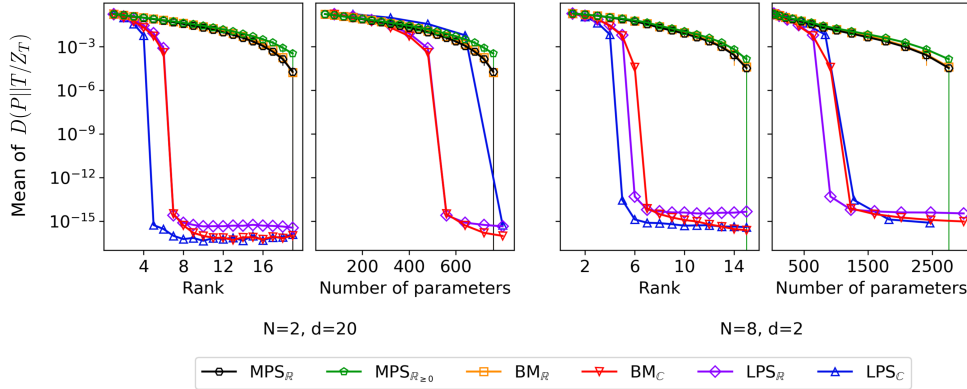 Mean of D(P||T/Z_T)
10⁻³
10⁻⁶
10⁻⁹
10⁻¹²
10⁻¹⁵
4 8 12 16
Rank
200 400 600
Number of parameters
2 6 10 14
Rank
500 1500 2500
Number of parameters
N=2, d=20
N=8, d=2
MPS_ℝ MPS_ℝ≥0 BM_ℝ BM_ℂ LPS_ℝ LPS_ℂ